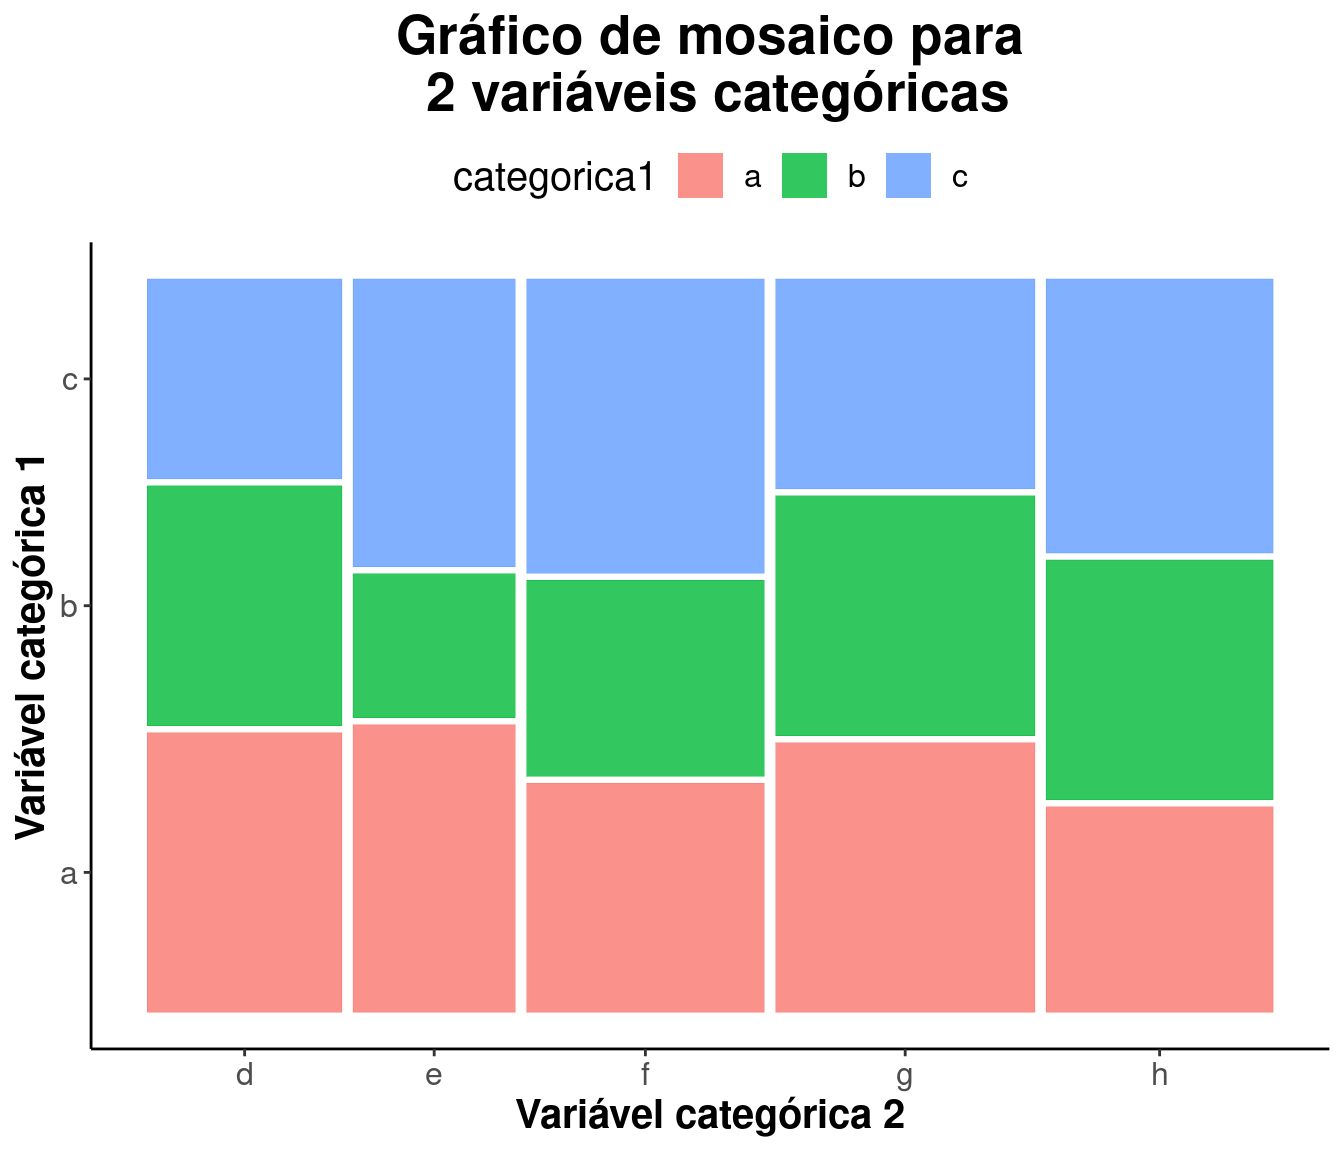 Gráfico de mosaico para
2 variáveis categóricas
categorica1 a b c
c
b
a
Variável categórica 1
d e f g h
Variável categórica 2